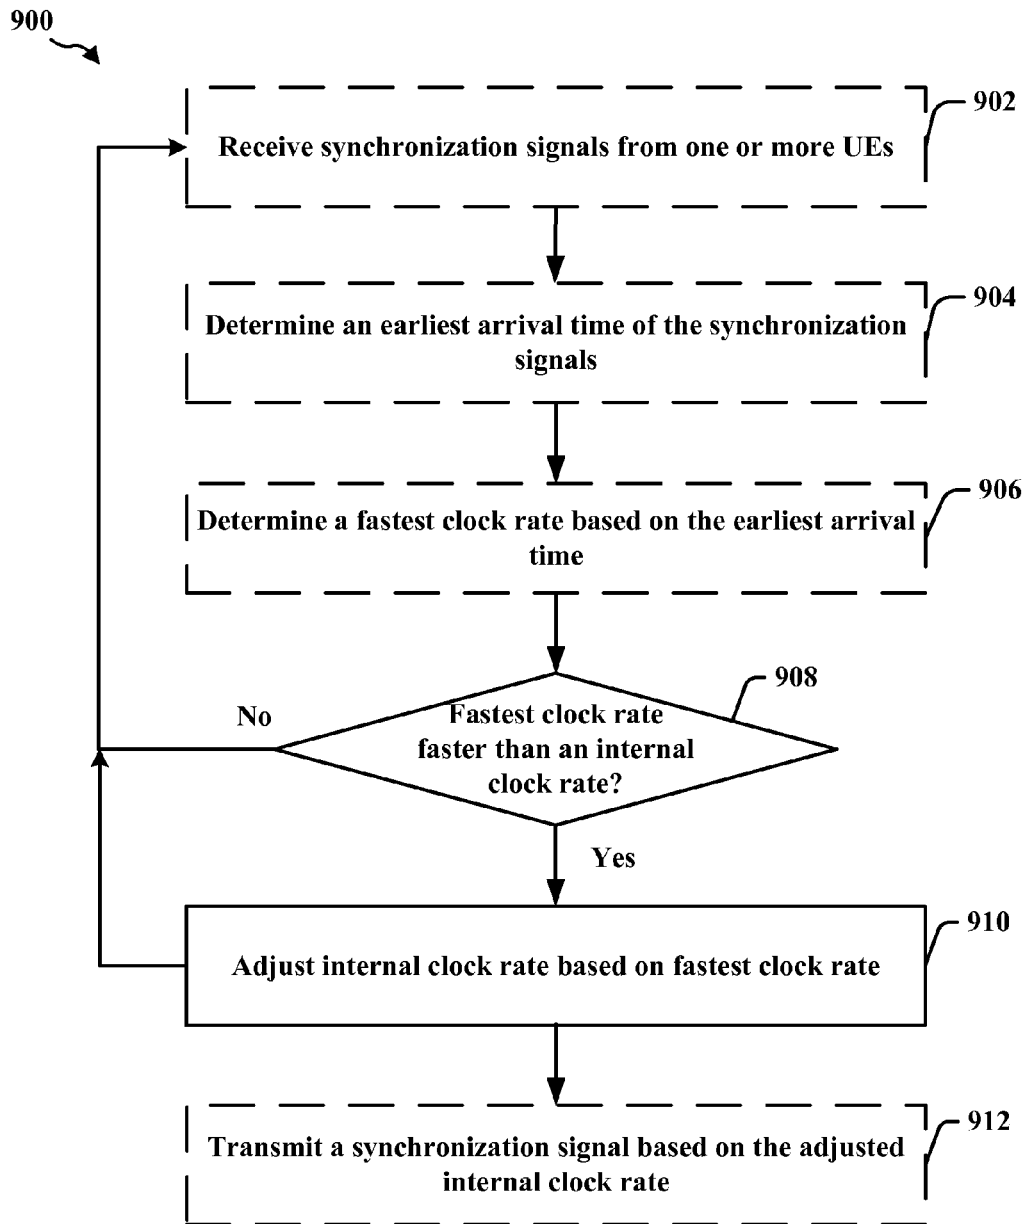 900
902
Receive synchronization signals from one or more UEs
904
Determine an earliest arrival time of the synchronization
signals
906
Determine a fastest clock rate based on the earliest arrival
time
908
Fastest clock rate
faster than an internal
clock rate?
No
Yes
910
Adjust internal clock rate based on fastest clock rate
912
Transmit a synchronization signal based on the adjusted
internal clock rate